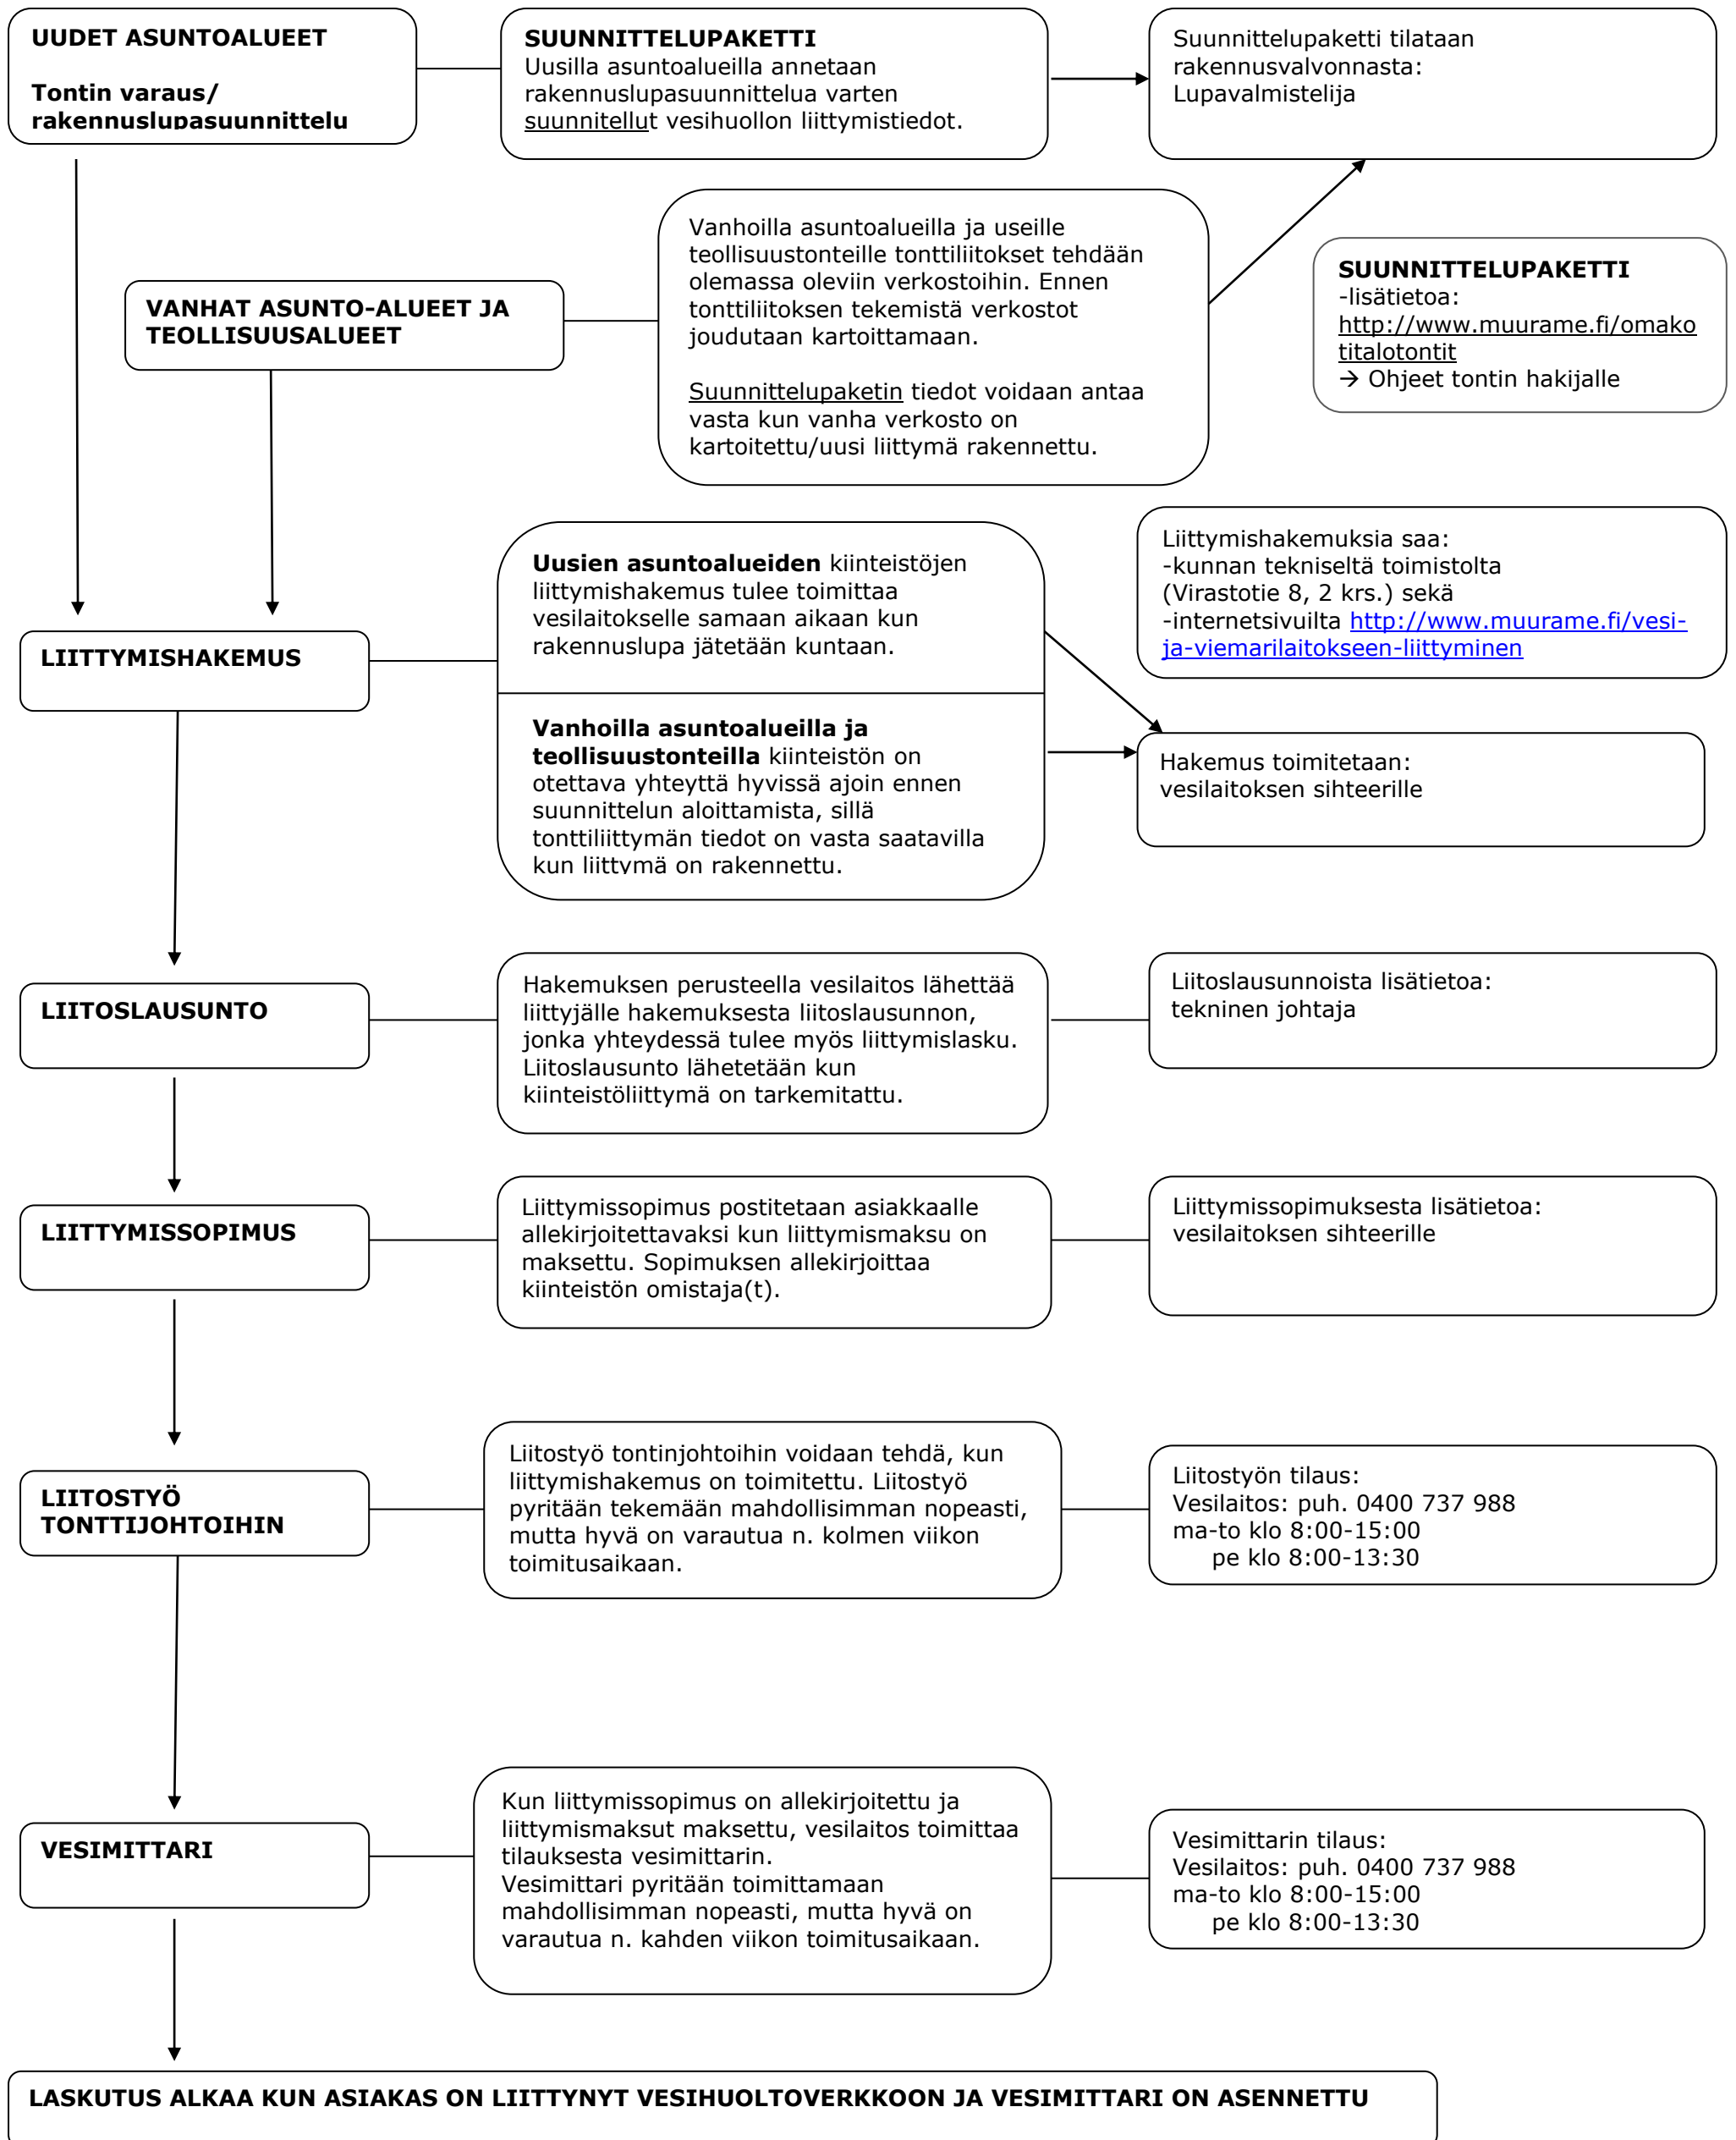 UUDET ASUNTOALUEET
Tontin varaus/
rakennuslupasuunnittelu
SUUNNITTELUPAKETTI
Uusilla asuntoalueilla annetaan
rakennuslupasuunnittelua varten
suunnitellut vesihuollon liittymistiedot.
Suunnittelupaketti tilataan
rakennusvalvonnasta:
Lupavalmistelija
VANHAT ASUNTO-ALUEET JA
TEOLLISUUSALUEET
Vanhoilla asuntoalueilla ja useille
teollisuustonteille tonttiliitokset tehdään
olemassa oleviin verkostoihin. Ennen
tonttiliitoksen tekemistä verkostot
joudutaan kartoittamaan.
Suunnittelupaketin tiedot voidaan antaa
vasta kun vanha verkosto on
kartoitettu/uusi liittymä rakennettu.
SUUNNITTELUPAKETTI
-lisätietoa:
http://www.muurame.fi/omako
titalotontit
→ Ohjeet tontin hakijalle
LIITTYMISHAKEMUS
Uusien asuntoalueiden kiinteistöjen
liittymishakemus tulee toimittaa
vesilaitokselle samaan aikaan kun
rakennuslupa jätetään kuntaan.
Vanhoilla asuntoalueilla ja
teollisuustonteilla kiinteistön on
otettava yhteyttä hyvissä ajoin ennen
suunnittelun aloittamista, sillä
tonttiliittymän tiedot on vasta saatavilla
kun liittymä on rakennettu.
Liittymishakemuksia saa:
-kunnan tekniseltä toimistolta
(Virastotie 8, 2 krs.) sekä
-internetsivuilta http://www.muurame.fi/vesi-
ja-viemarilaitokseen-liittyminen
Hakemus toimitetaan:
vesilaitoksen sihteerille
LIITOSLAUSUNTO
Hakemuksen perusteella vesilaitos lähettää
liittyjälle hakemuksesta liitoslausunnon,
jonka yhteydessä tulee myös liittymislasku.
Liitoslausunto lähetetään kun
kiinteistöliittymä on tarkemitattu.
Liitoslausunnoista lisätietoa:
tekninen johtaja
LIITTYMISSOPIMUS
Liittymissopimus postitetaan asiakkaalle
allekirjoitettavaksi kun liittymismaksu on
maksettu. Sopimuksen allekirjoittaa
kiinteistön omistaja(t).
Liittymissopimuksesta lisätietoa:
vesilaitoksen sihteerille
LIITOSTYÖ
TONTTIJOHTOIHIN
Liitostyö tontinjohtoihin voidaan tehdä, kun
liittymishakemus on toimitettu. Liitostyö
pyritään tekemään mahdollisimman nopeasti,
mutta hyvä on varautua n. kolmen viikon
toimitusaikaan.
Liitostyön tilaus:
Vesilaitos: puh. 0400 737 988
ma-to klo 8:00-15:00
pe klo 8:00-13:30
VESIMITTARI
Kun liittymissopimus on allekirjoitettu ja
liittymismaksut maksettu, vesilaitos toimittaa
tilauksesta vesimittarin.
Vesimittari pyritään toimittamaan
mahdollisimman nopeasti, mutta hyvä on
varautua n. kahden viikon toimitusaikaan.
Vesimittarin tilaus:
Vesilaitos: puh. 0400 737 988
ma-to klo 8:00-15:00
pe klo 8:00-13:30
LASKUTUS ALKAA KUN ASIAKAS ON LIITTYNYT VESIHUOLTOVERKKOON JA VESIMITTARI ON ASENNETTU